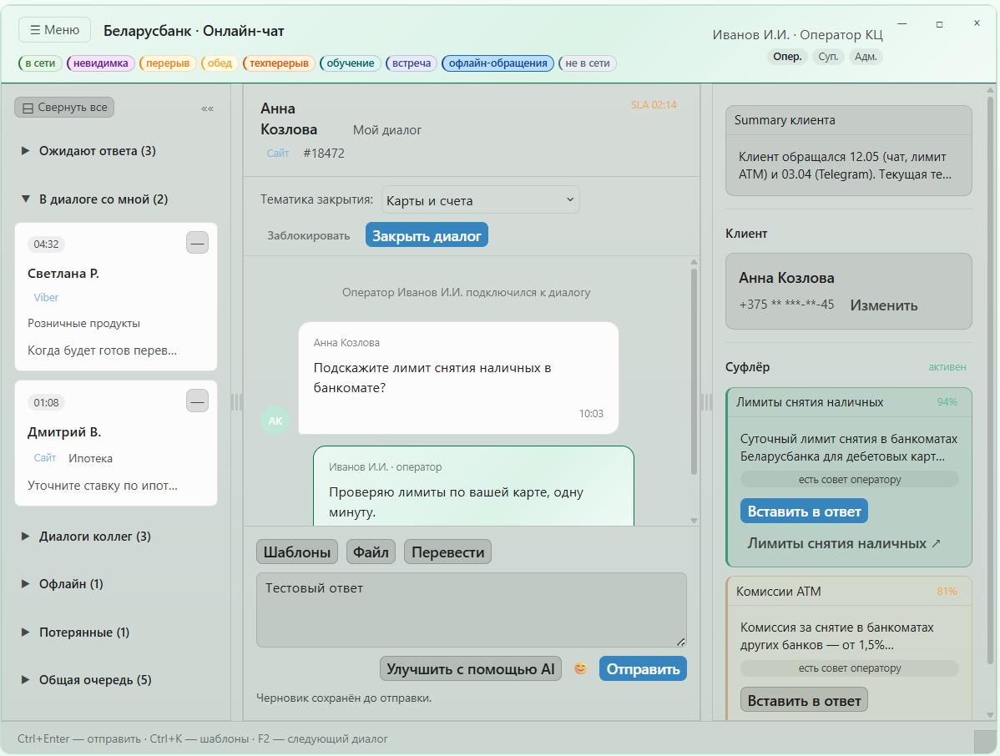 ☰ Меню
Беларусбанк · Онлайн-чат
Иванов И.И. · Оператор КЦ
в сети
невидимка
перерыв
обед
техперерыв
обучение
встреча
офлайн-обращения
не в сети
Опер.
Суп.
Адм.
Свернуть все
««
▶ Ожидают ответа (3)
▼ В диалоге со мной (2)
04:32
—
Светлана Р.
Viber
Розничные продукты
Когда будет готов перев...
01:08
—
Дмитрий В.
Сайт Ипотека
Уточните ставку по ипот...
▶ Диалоги коллег (3)
▶ Офлайн (1)
▶ Потерянные (1)
▶ Общая очередь (5)
Анна
Козлова
Мой диалог
SLA 02:14
Сайт #18472
Тематика закрытия: Карты и счета
Заблокировать
Закрыть диалог
Оператор Иванов И.И. подключился к диалогу
Анна Козлова
Подскажите лимит снятия наличных в
банкомате?
10:03
АК
Иванов И.И. · оператор
Проверяю лимиты по вашей карте, одну
минуту.
Шаблоны
Файл
Перевести
Тестовый ответ
Улучшить с помощью AI
😊
Отправить
Черновик сохранён до отправки.
Summary клиента
Клиент обращался 12.05 (чат, лимит
ATM) и 03.04 (Telegram). Текущая те...
Клиент
Анна Козлова
+375 ** ***-**-45
Изменить
Суфлёр
активен
Лимиты снятия наличных
94%
Суточный лимит снятия в банкоматах
Беларусбанка для дебетовых карт...
есть совет оператору
Вставить в ответ
Лимиты снятия наличных ↗
Комиссии ATM
81%
Комиссия за снятие в банкоматах
других банков — от 1,5%...
есть совет оператору
Вставить в ответ
Ctrl+Enter — отправить · Ctrl+K — шаблоны · F2 — следующий диалог